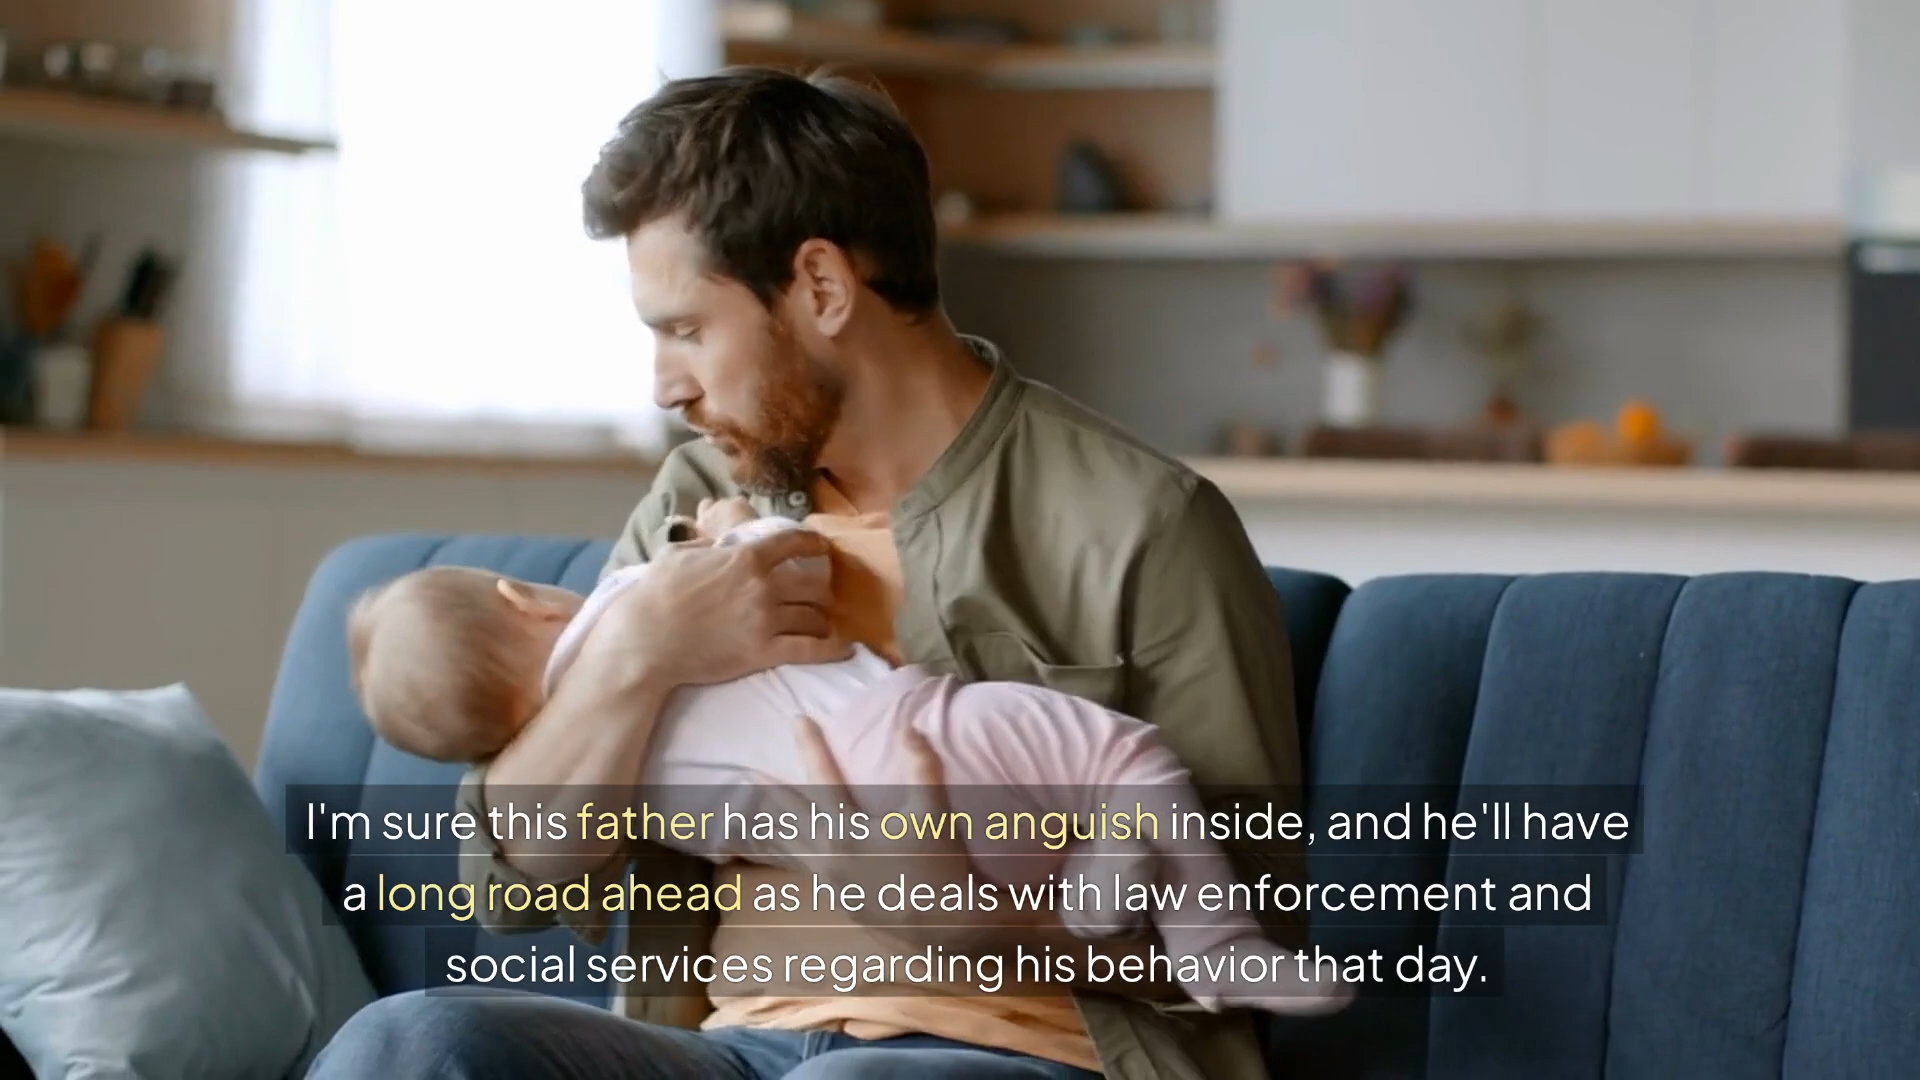 I'm sure this father has his own anguish inside, and he'll have
a long road ahead as he deals with law enforcement and
social services regarding his behavior that day.